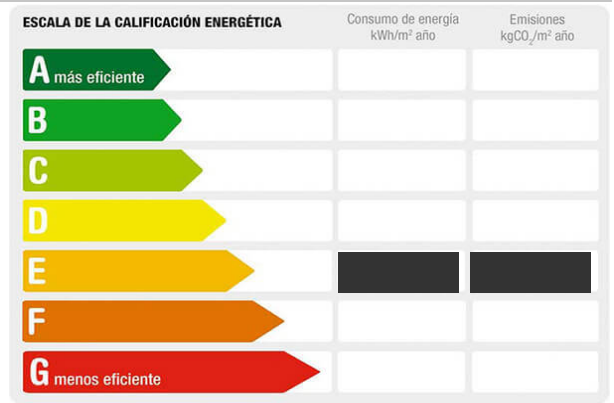 ESCALA DE LA CALIFICACIÓN ENERGÉTICA
Consumo de energía
kWh/m² año
Emisiones
kgCO₂/m² año
A más eficiente
B
C
D
E
F
G menos eficiente